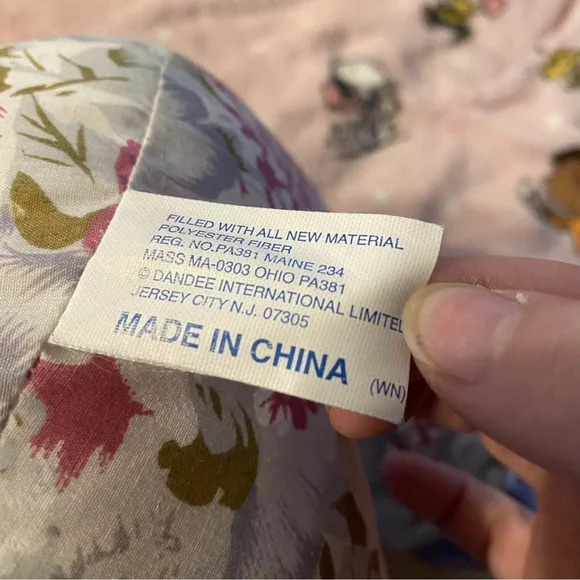 FILLED WITH ALL NEW MATERIAL
POLYESTER FIBER
REG. NO.PA381 MAINE 234
MASS MA-0303 OHIO PA381
© DANDEE INTERNATIONAL LIMITED
JERSEY CITY N.J. 07305
MADE IN CHINA
(WN)